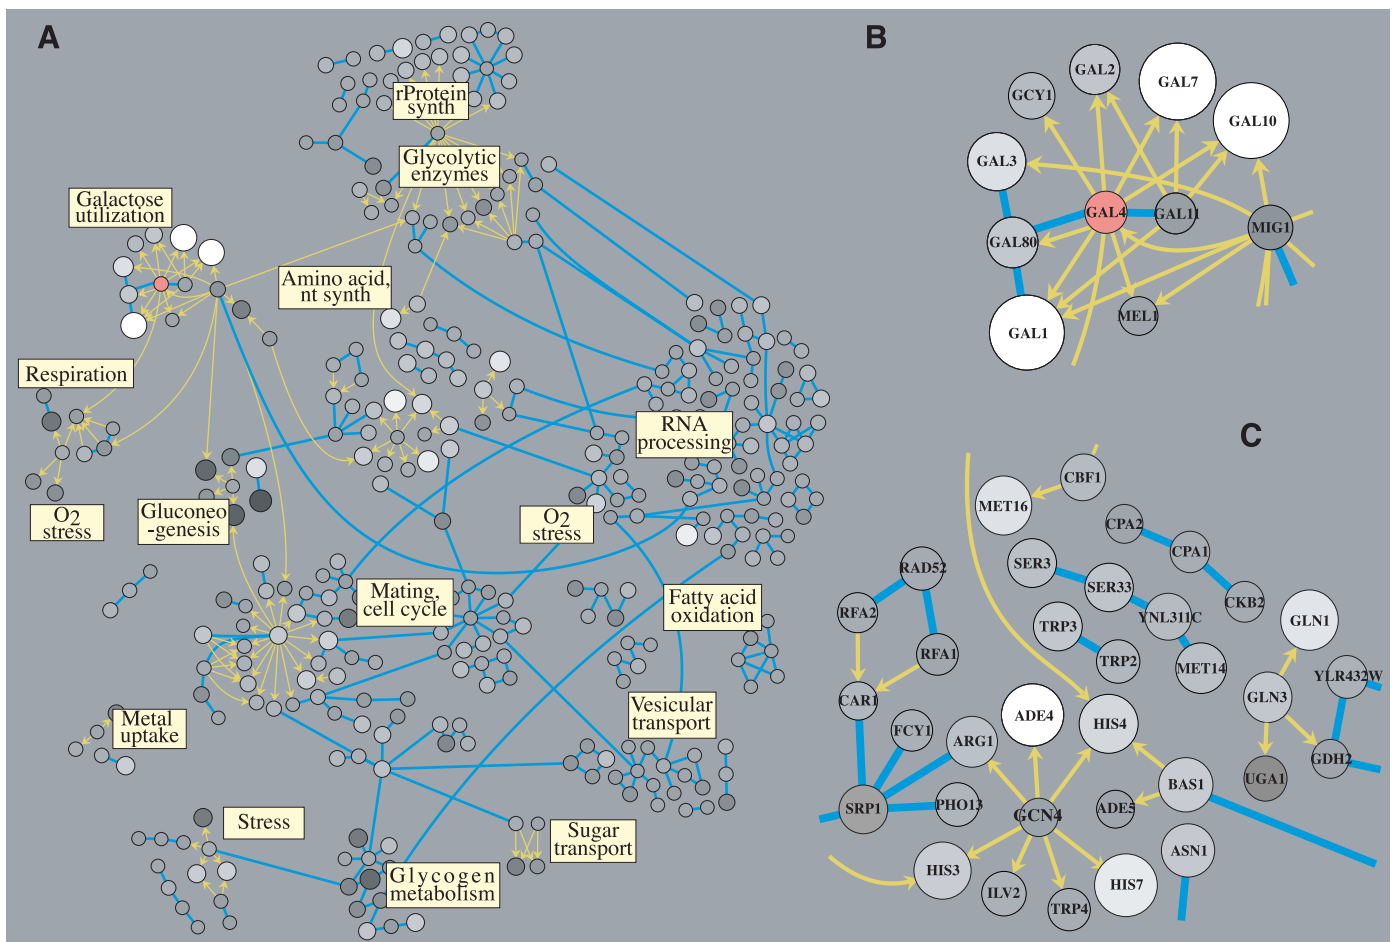 A
rProtein
synth
Glycolytic
enzymes
Galactose
utilization
Amino acid,
nt synth
Respiration
O2
stress
Gluconeo
-genesis
RNA
processing
O2
stress
Mating,
cell cycle
Fatty acid
oxidation
Metal
uptake
Vesicular
transport
Stress
Sugar
transport
Glycogen
metabolism
B
GAL2
GAL7
GCY1
GAL10
GAL3
GAL4
GAL11
MIG1
GAL80
GAL1
MEL1
C
CBF1
MET16
CPA2
CPA1
CKB2
SER3
SER33
YNL311C
MET14
TRP3
TRP2
RAD52
RFA2
RFA1
CAR1
GLN1
YLR432W
GLN3
GDH2
UGA1
ADE4
HIS4
FCY1
ARG1
BAS1
SRP1
PHO13
GCN4
ADE5
ASN1
HIS3
ILV2
TRP4
HIS7